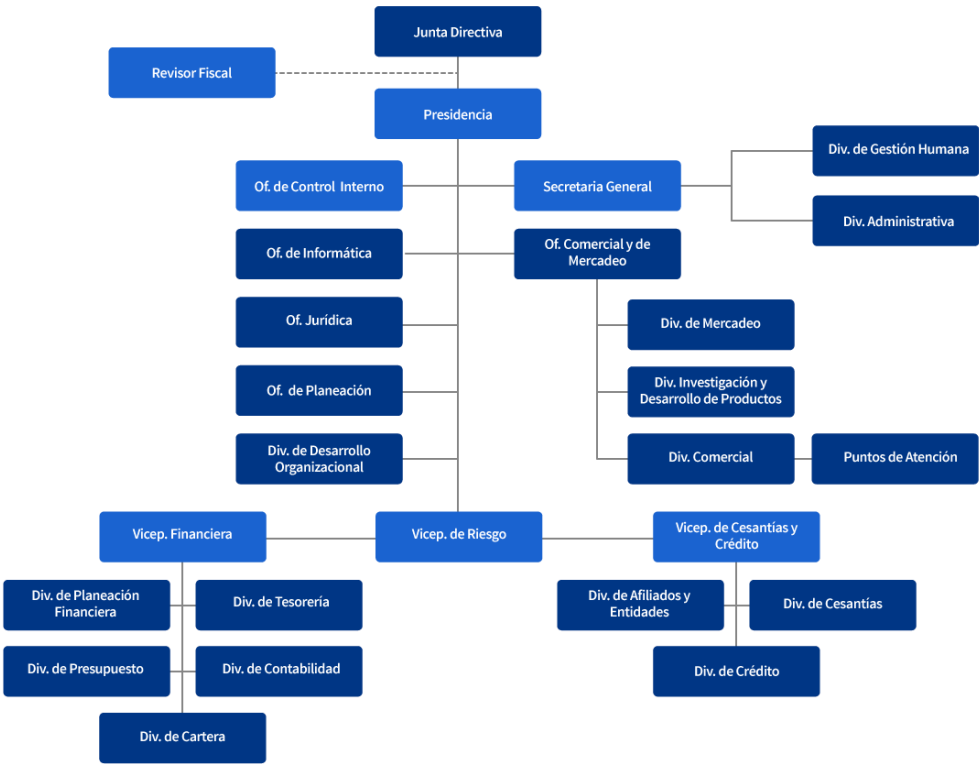 Junta Directiva
Revisor Fiscal
Presidencia
Div. de Gestión Humana
Of. de Control Interno
Secretaria General
Div. Administrativa
Of. de Informática
Of. Comercial y de
Mercadeo
Of. Jurídica
Div. de Mercadeo
Of. de Planeación
Div. Investigación y
Desarrollo de Productos
Div. de Desarrollo
Organizacional
Div. Comercial
Puntos de Atención
Vicep. Financiera
Vicep. de Riesgo
Vicep. de Cesantías y
Crédito
Div. de Planeación
Financiera
Div. de Tesorería
Div. de Afiliados y
Entidades
Div. de Cesantías
Div. de Presupuesto
Div. de Contabilidad
Div. de Crédito
Div. de Cartera